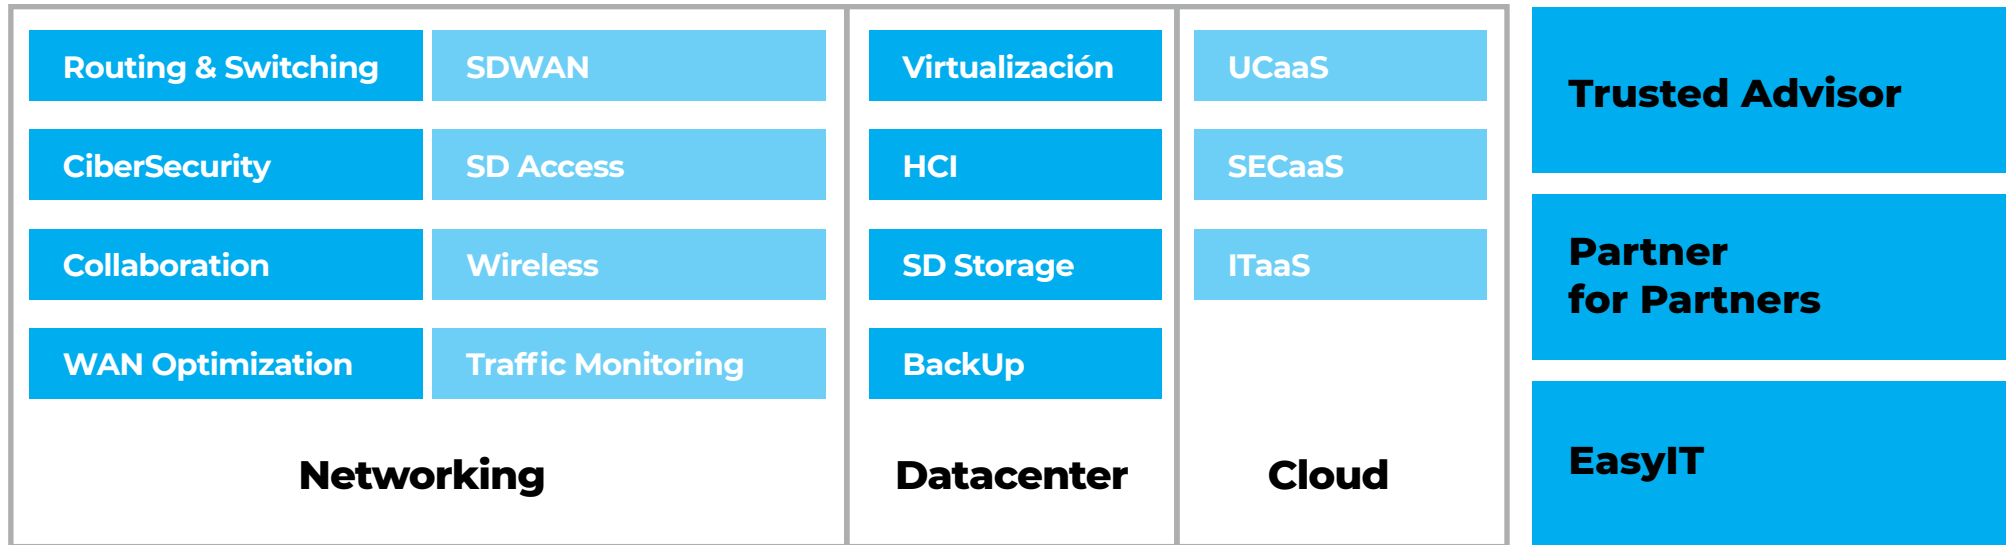 Routing & Switching
SDWAN
CiberSecurity
SD Access
Collaboration
Wireless
WAN Optimization
Traffic Monitoring
Networking
Virtualización
HCI
SD Storage
BackUp
Datacenter
UCaaS
SECaaS
ITaaS
Cloud
Trusted Advisor
Partner
for Partners
EasyIT